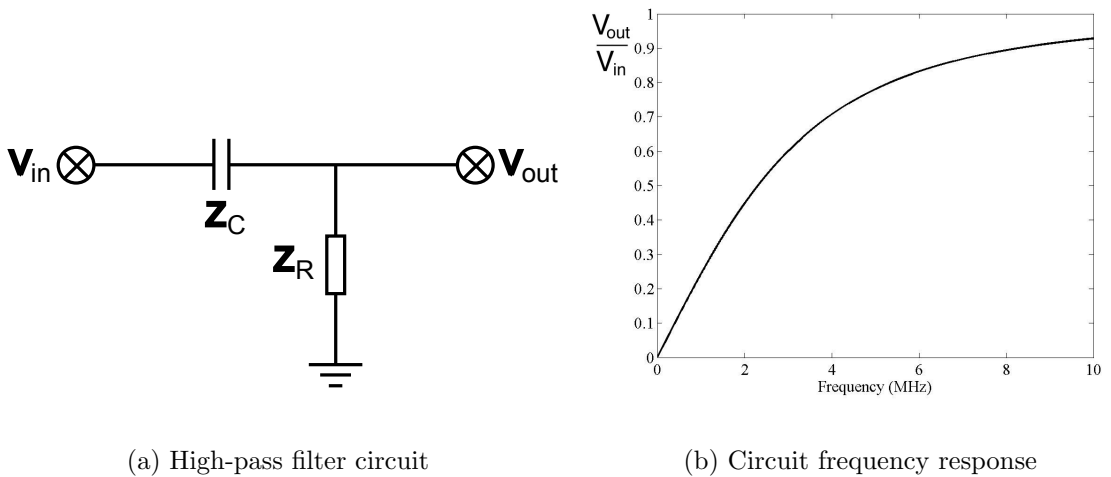 V_in
Z_C
Z_R
V_out
(a) High-pass filter circuit
V_out
V_in
1
0.9
0.8
0.7
0.6
0.5
0.4
0.3
0.2
0.1
0
0 2 4 6 8 10
Frequency (MHz)
(b) Circuit frequency response